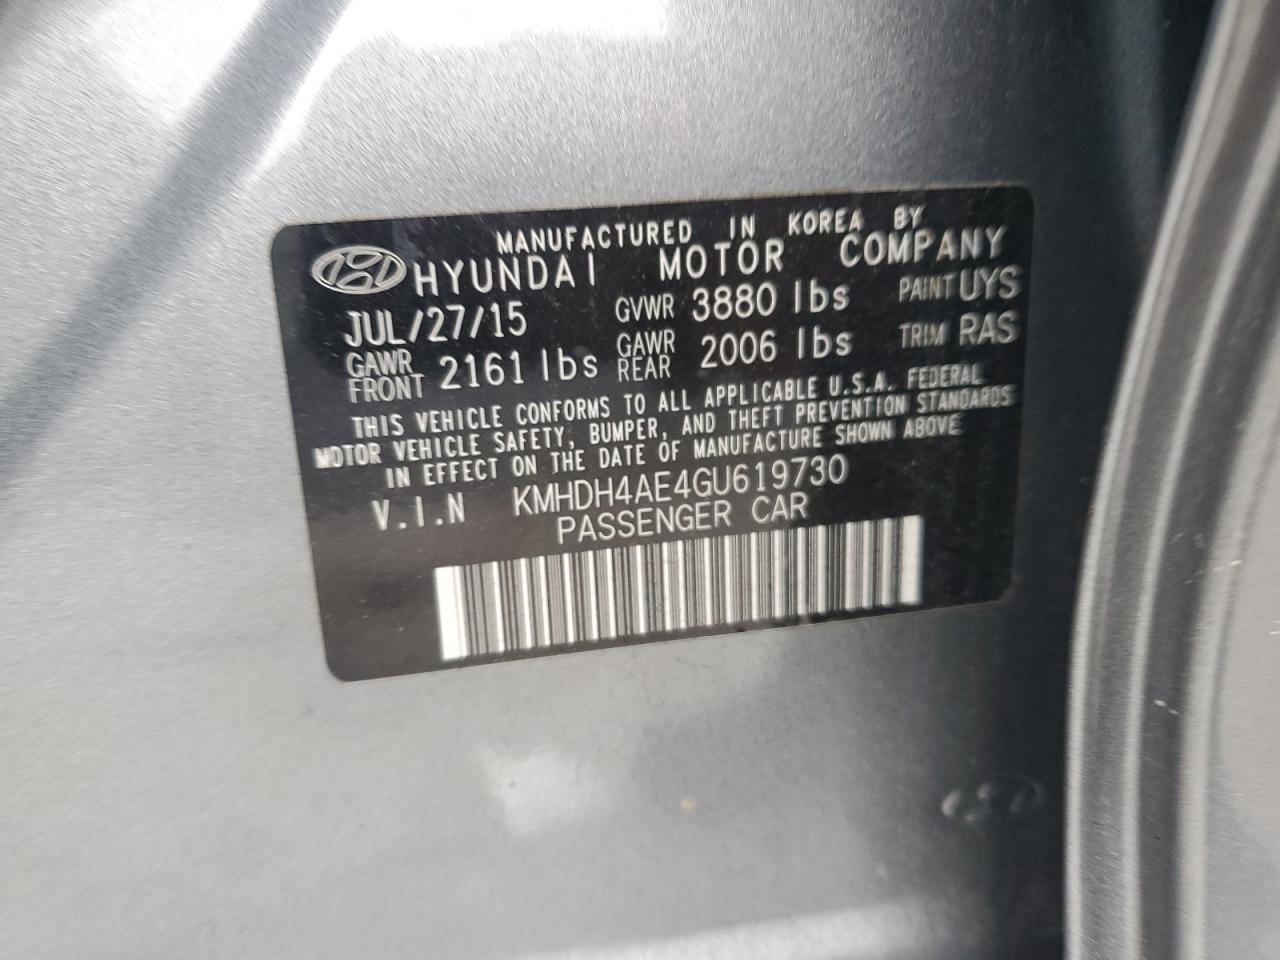 MANUFACTURED IN KOREA BY
HYUNDAI MOTOR COMPANY
JUL/27/15 GVWR 3880 lbs PAINT UYS
GAWR FRONT 2161 lbs GAWR REAR 2006 lbs TRIM RAS
THIS VEHICLE CONFORMS TO ALL APPLICABLE U.S.A. FEDERAL
MOTOR VEHICLE SAFETY, BUMPER, AND THEFT PREVENTION STANDARDS
IN EFFECT ON THE DATE OF MANUFACTURE SHOWN ABOVE
V.I.N KMHDH4AE4GU619730
PASSENGER CAR